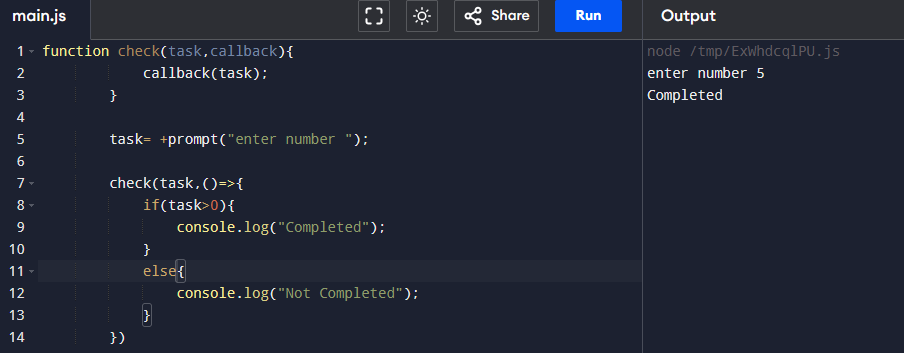 main.js
Share
Run
Output
1 function check(task,callback){
2 callback(task);
3 }
4
5 task= +prompt("enter number ");
6
7 check(task,()=>{
8 if(task>0){
9 console.log("Completed");
10 }
11 else{
12 console.log("Not Completed");
13 }
14 })
node /tmp/ExWhdcqlPU.js
enter number 5
Completed